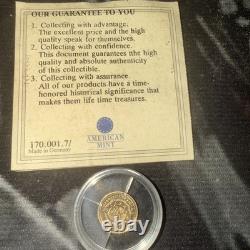 OUR GUARANTEE TO YOU
1. Collecting with advantage.
The excellent price and the high
quality speak for themselves.
2. Collecting with confidence.
This document guarantees the high
quality and absolute authenticity
of this collectible.
3. Collecting with assurance
All of our products have a time-
honored historical significance that
makes them life time treasures.
AMERICAN
MINT
170.001.7/
Made in Germany